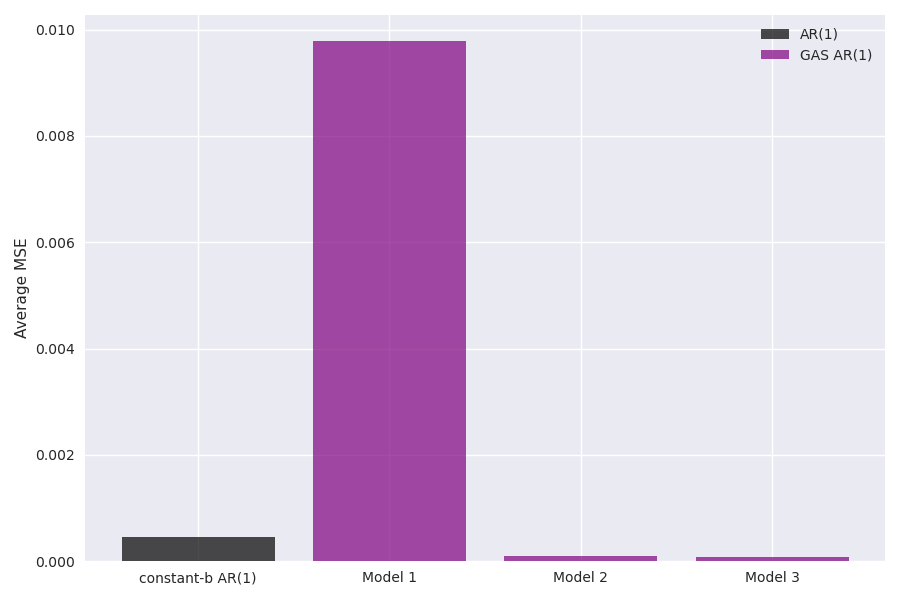 0.010
0.008
0.006
0.004
0.002
0.000
Average MSE
AR(1)
GAS AR(1)
constant-b AR(1)
Model 1
Model 2
Model 3